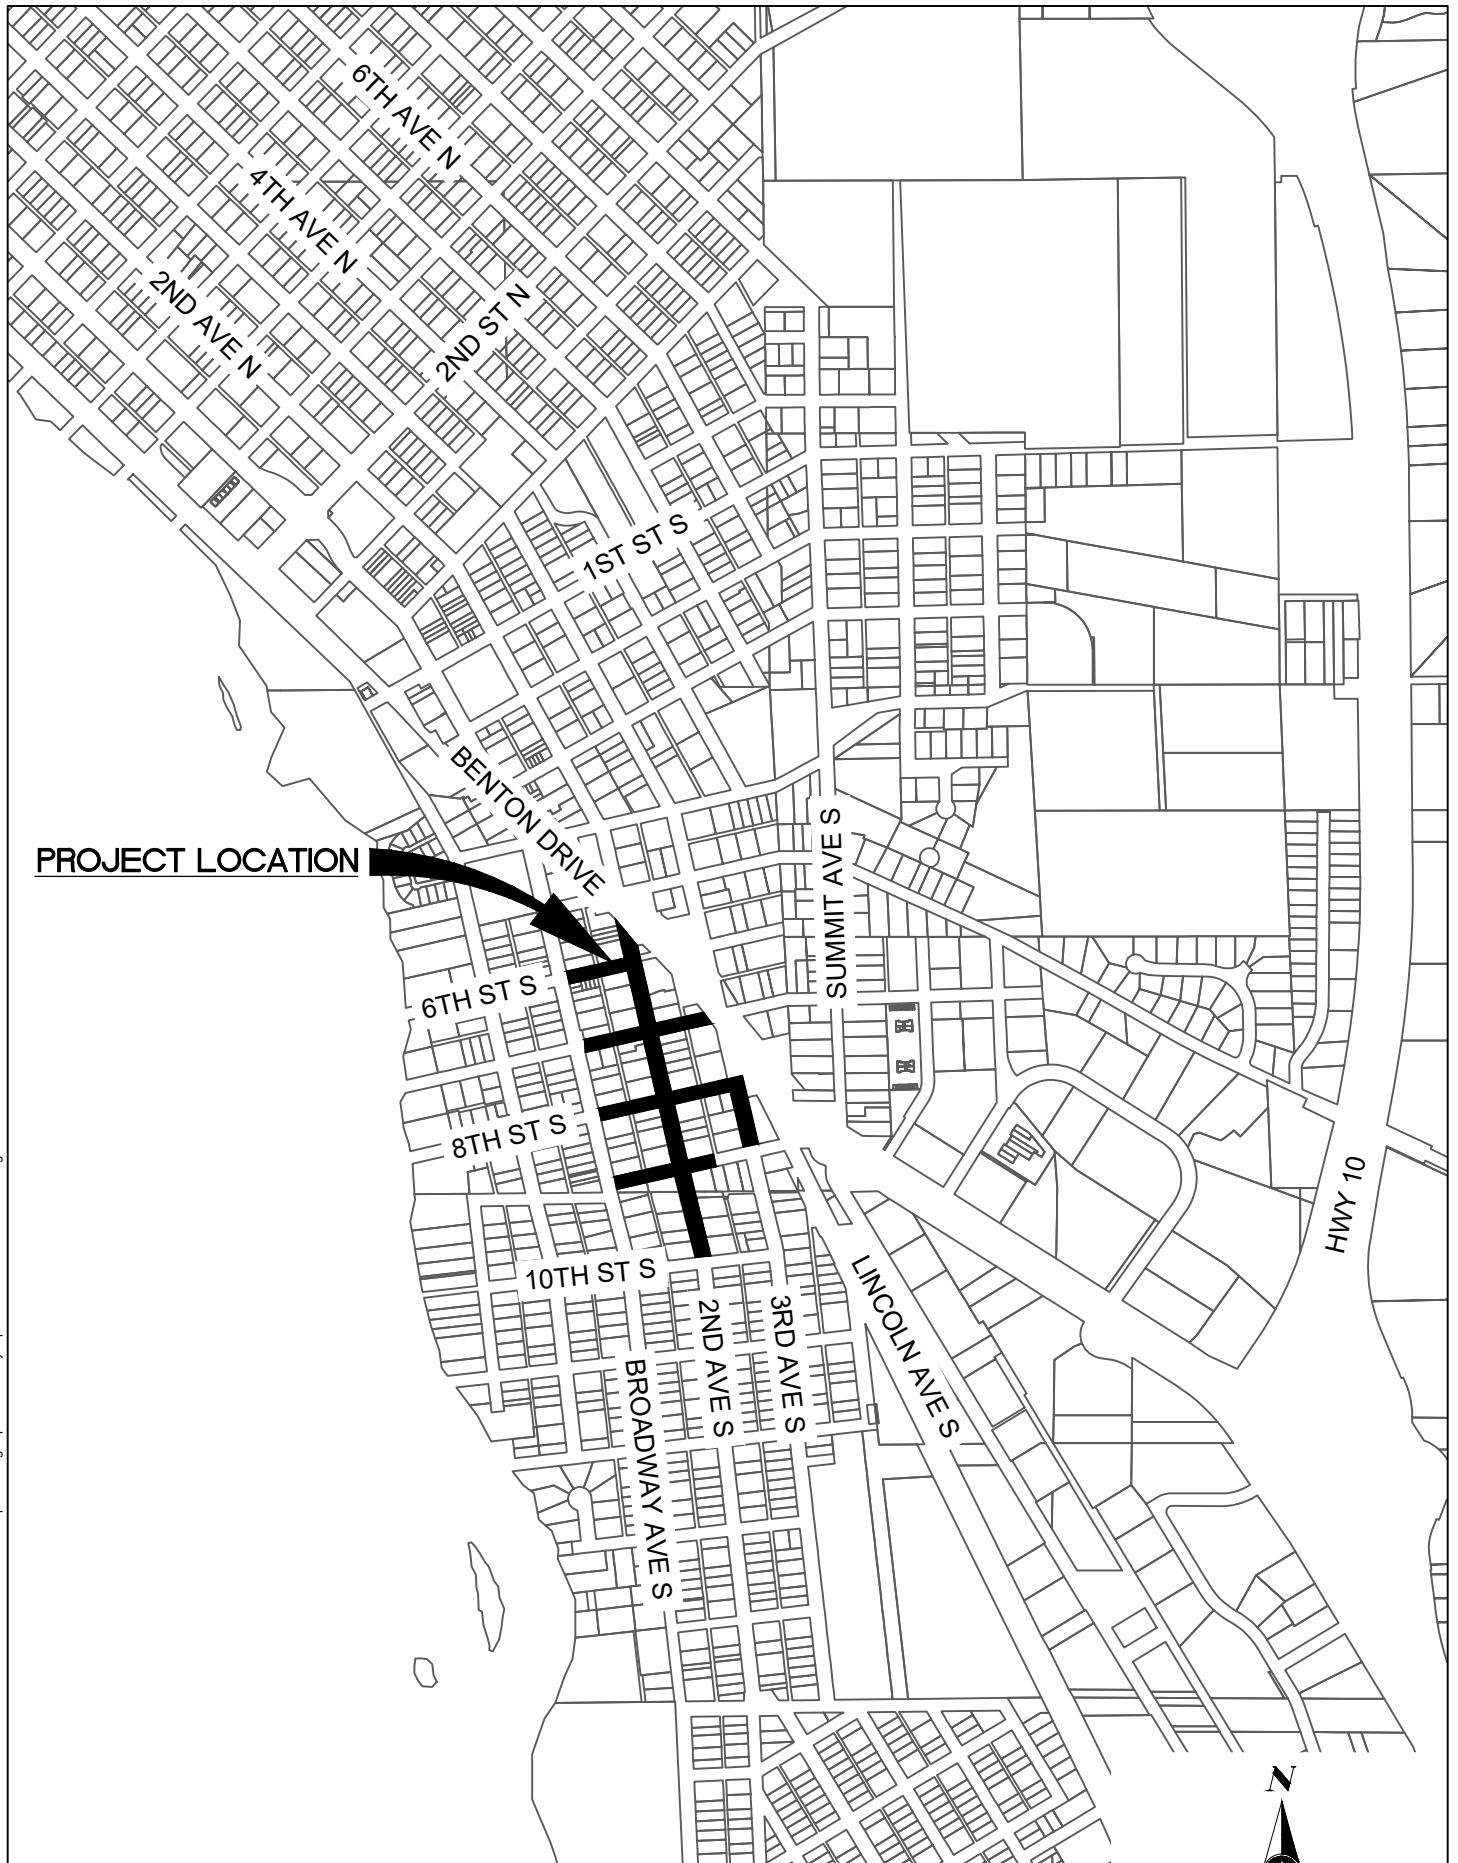 6TH AVE N
4TH AVE N
2ND AVE N
2ND ST N
1ST ST S
BENTON DRIVE
PROJECT LOCATION
SUMMIT AVE S
6TH ST S
8TH ST S
HWY 10
10TH ST S
LINCOLN AVE S
2ND AVE S
3RD AVE S
BROADWAY AVE S
N